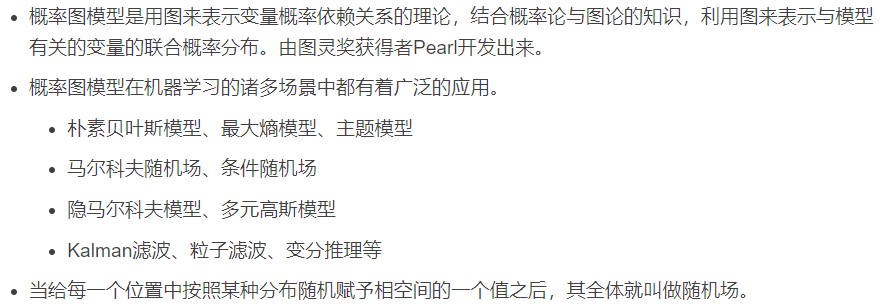 概率图模型是用图来表示变量概率依赖关系的理论，结合概率论与图论的知识，利用图来表示与模型
有关的变量的联合概率分布。由图灵奖获得者Pearl开发出来。
概率图模型在机器学习的诸多场景中都有着广泛的应用。
朴素贝叶斯模型、最大熵模型、主题模型
马尔科夫随机场、条件随机场
隐马尔科夫模型、多元高斯模型
Kalman滤波、粒子滤波、变分推理等
当给每一个位置中按照某种分布随机赋予相空间的一个值之后，其全体就叫做随机场。